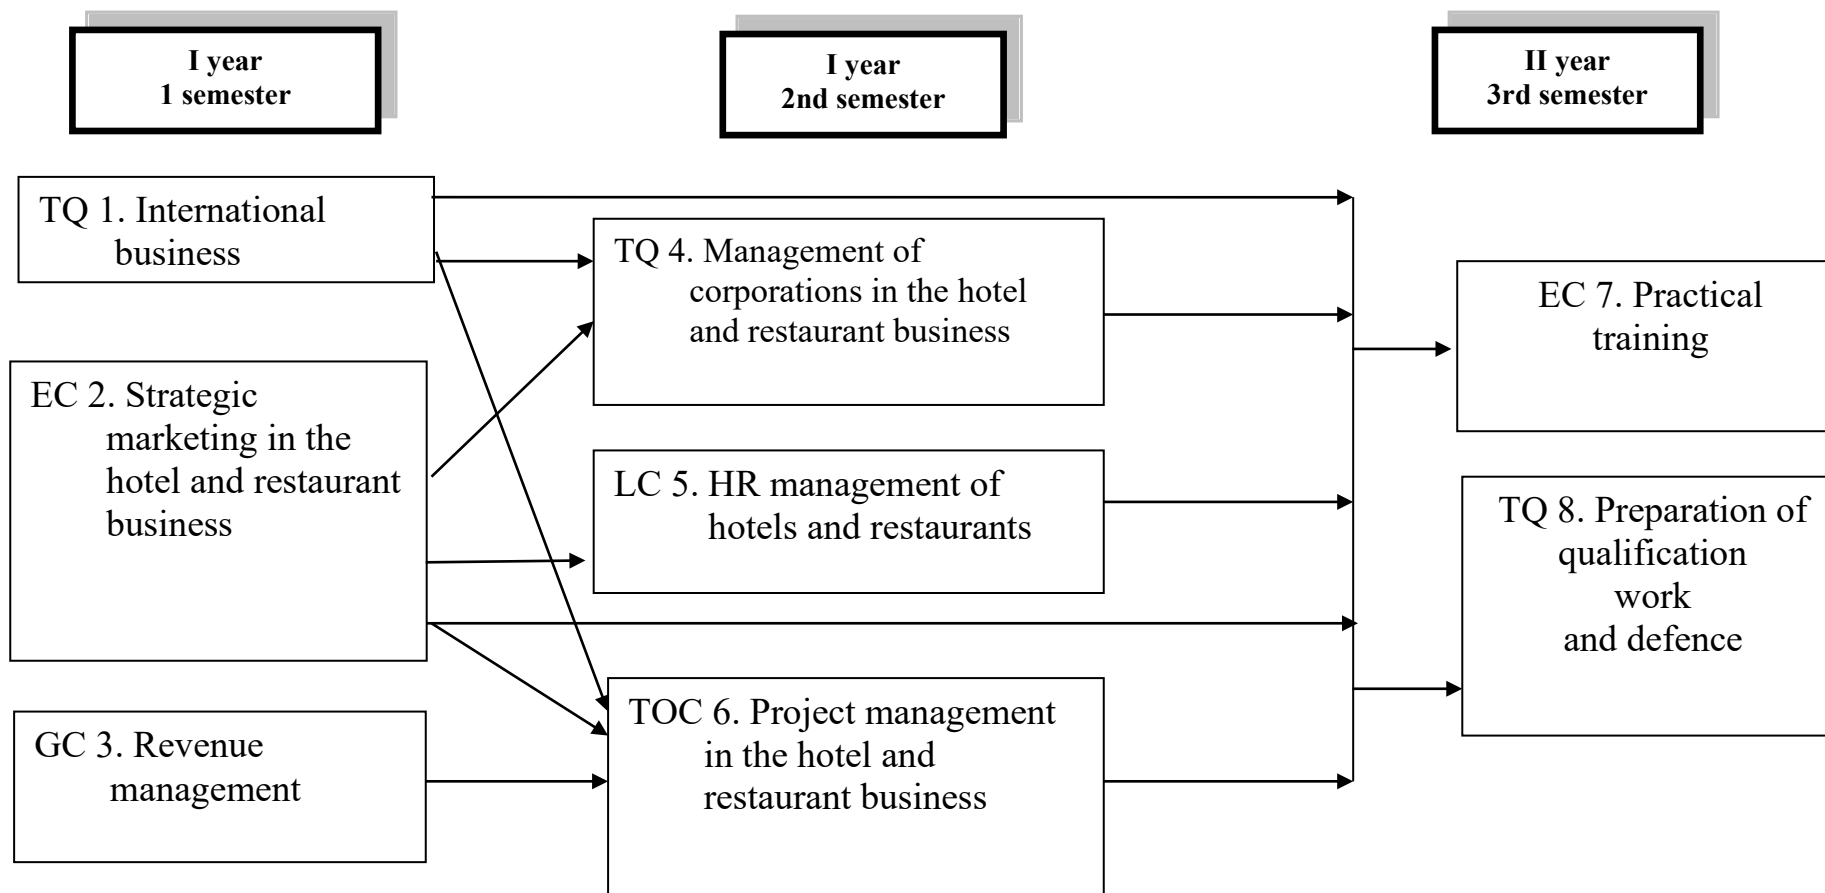 I year
1 semester
I year
2nd semester
II year
3rd semester
TQ 1. International
business
EC 2. Strategic
marketing in the
hotel and restaurant
business
GC 3. Revenue
management
TQ 4. Management of
corporations in the hotel
and restaurant business
LC 5. HR management of
hotels and restaurants
TOC 6. Project management
in the hotel and
restaurant business
EC 7. Practical
training
TQ 8. Preparation of
qualification
work
and defence